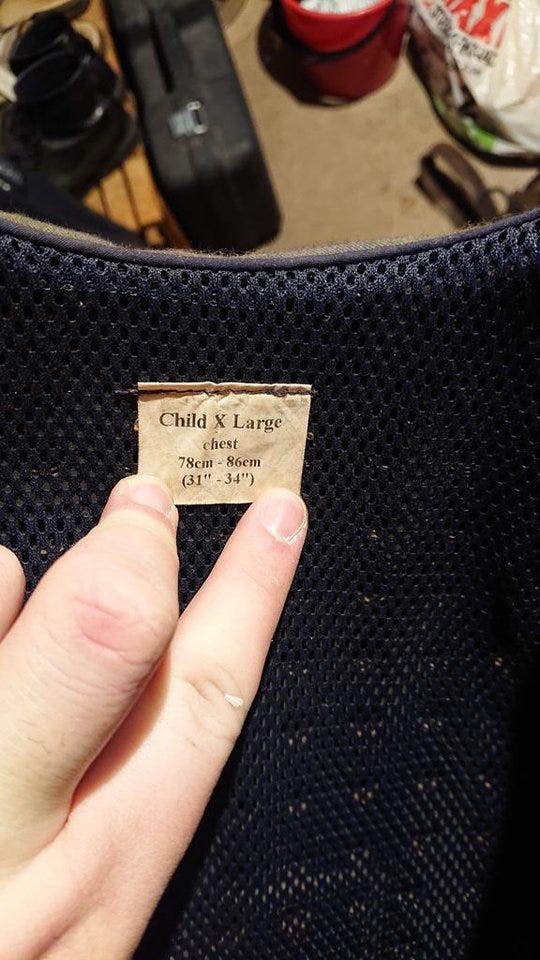 Child X Large
chest
78cm - 86cm
(31" - 34")